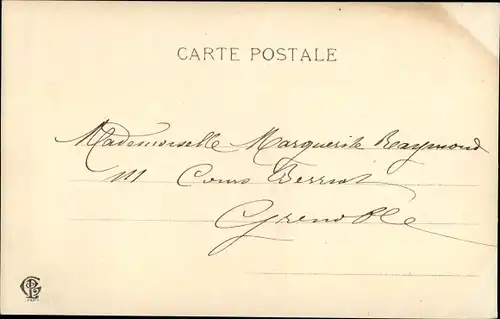 CARTE POSTALE
Mademoiselle Marguerite Raymond
111 Cours Berriat
Grenoble